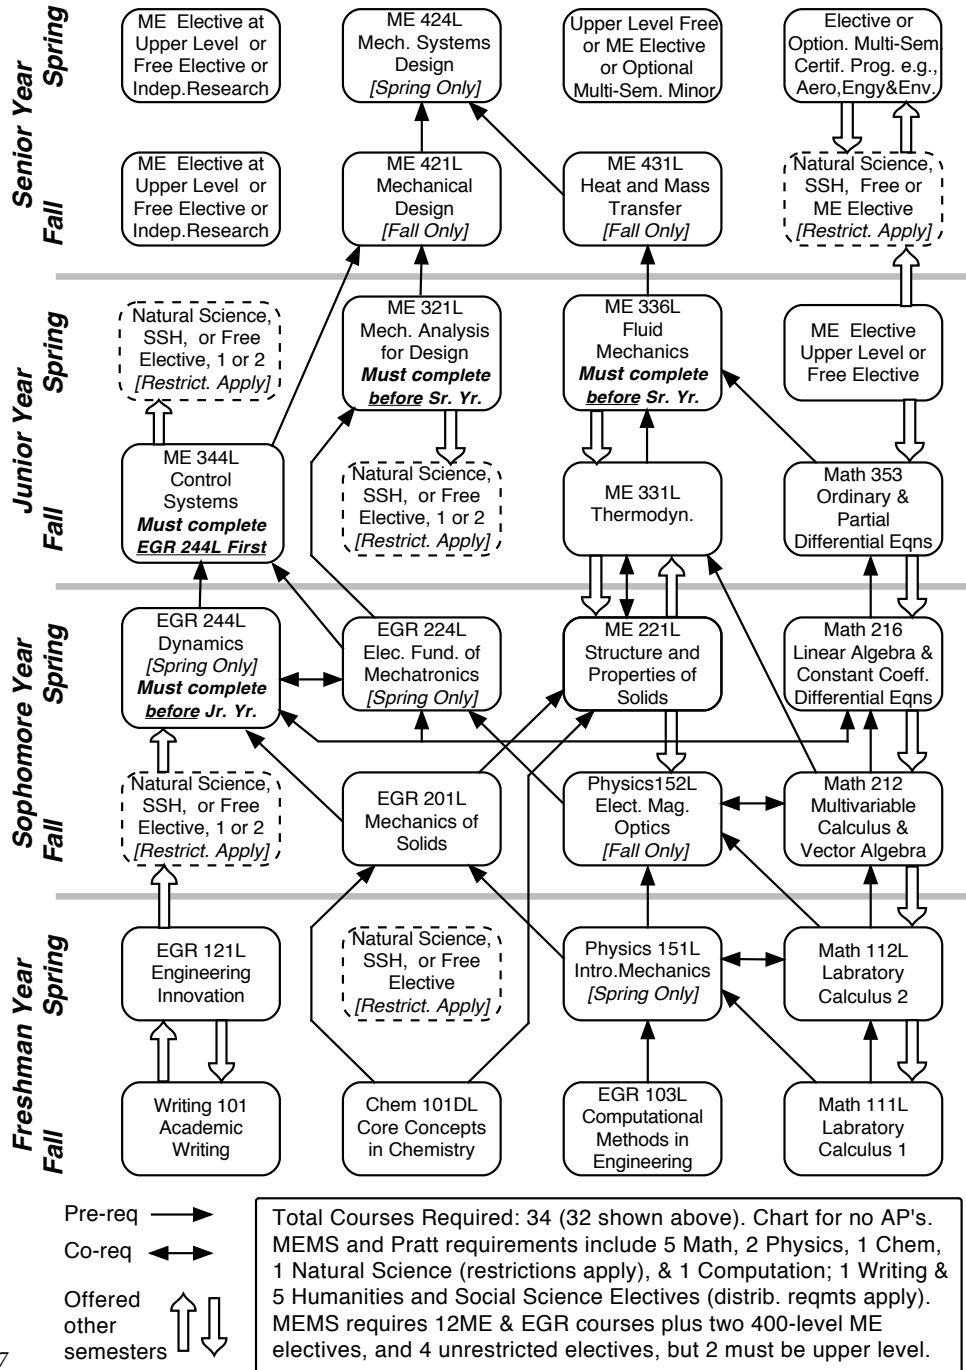 Senior Year
Spring
ME Elective at
Upper Level or
Free Elective or
Indep.Research
ME 424L
Mech. Systems
Design
[Spring Only]
Upper Level Free
or ME Elective
or Optional
Multi-Sem. Minor
Elective or
Option. Multi-Sem.
Certif. Prog. e.g.,
Aero,Engy&Env.
Fall
ME Elective at
Upper Level or
Free Elective or
Indep.Research
ME 421L
Mechanical
Design
[Fall Only]
ME 431L
Heat and Mass
Transfer
[Fall Only]
Natural Science,
SSH, Free or
ME Elective
[Restrict. Apply]
Junior Year
Spring
Natural Science,
SSH, or Free
Elective, 1 or 2
[Restrict. Apply]
ME 321L
Mech. Analysis
for Design
Must complete
before Sr. Yr.
ME 336L
Fluid
Mechanics
Must complete
before Sr. Yr.
ME Elective
Upper Level or
Free Elective
Fall
ME 344L
Control
Systems
Must complete
EGR 244L First
Natural Science,
SSH, or Free
Elective, 1 or 2
[Restrict. Apply]
ME 331L
Thermodyn.
Math 353
Ordinary &
Partial
Differential Eqns
Sophomore Year
Spring
EGR 244L
Dynamics
[Spring Only]
Must complete
before Jr. Yr.
EGR 224L
Elec. Fund. of
Mechatronics
[Spring Only]
ME 221L
Structure and
Properties of
Solids
Math 216
Linear Algebra &
Constant Coeff.
Differential Eqns
Fall
Natural Science,
SSH, or Free
Elective, 1 or 2
[Restrict. Apply]
EGR 201L
Mechanics of
Solids
Physics152L
Elect. Mag.
Optics
[Fall Only]
Math 212
Multivariable
Calculus &
Vector Algebra
Freshman Year
Spring
EGR 121L
Engineering
Innovation
Natural Science,
SSH, or Free
Elective
[Restrict. Apply]
Physics 151L
Intro.Mechanics
[Spring Only]
Math 112L
Labratory
Calculus 2
Fall
Writing 101
Academic
Writing
Chem 101DL
Core Concepts
in Chemistry
EGR 103L
Computational
Methods in
Engineering
Math 111L
Labratory
Calculus 1
Pre-req
Co-req
Offered
other
semesters
Total Courses Required: 34 (32 shown above). Chart for no AP's.
MEMS and Pratt requirements include 5 Math, 2 Physics, 1 Chem,
1 Natural Science (restrictions apply), & 1 Computation; 1 Writing &
5 Humanities and Social Science Electives (distrib. reqmts apply).
MEMS requires 12ME & EGR courses plus two 400-level ME
electives, and 4 unrestricted electives, but 2 must be upper level.
7